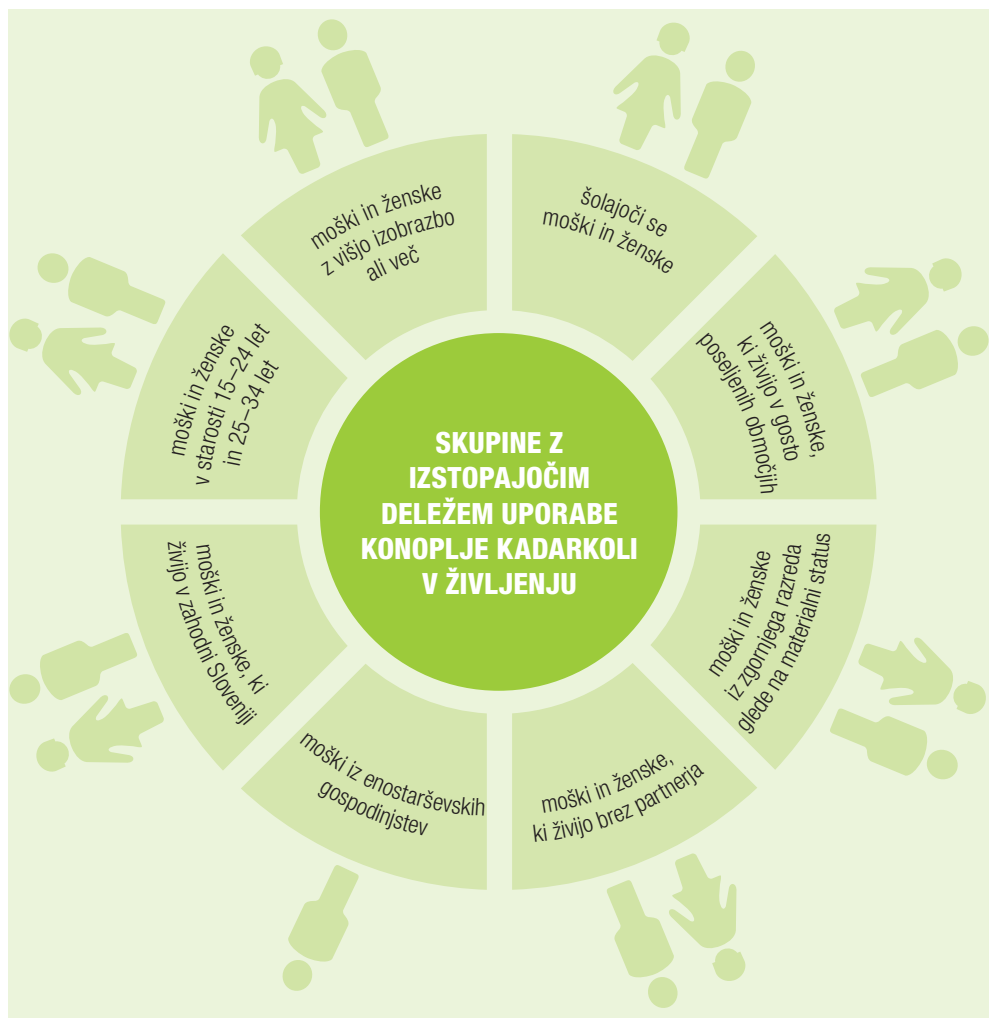 SKUPINE Z
IZSTOPAJOČIM
DELEŽEM UPORABE
KONOPLJE KADARKOLI
V ŽIVLJENJU
šolajoči se
moški in ženske
moški in ženske,
ki živijo v gosto
poseljenih območjih
moški in ženske
iz zgornjega razreda
glede na materialni status
moški in ženske,
ki živijo brez partnerja
moški iz enostarševskih
gospodinjstev
moški in ženske, ki
živijo v zahodni Sloveniji
moški in ženske
v starosti 15–24 let
in 25–34 let
moški in ženske
z višjo izobrazbo
ali več